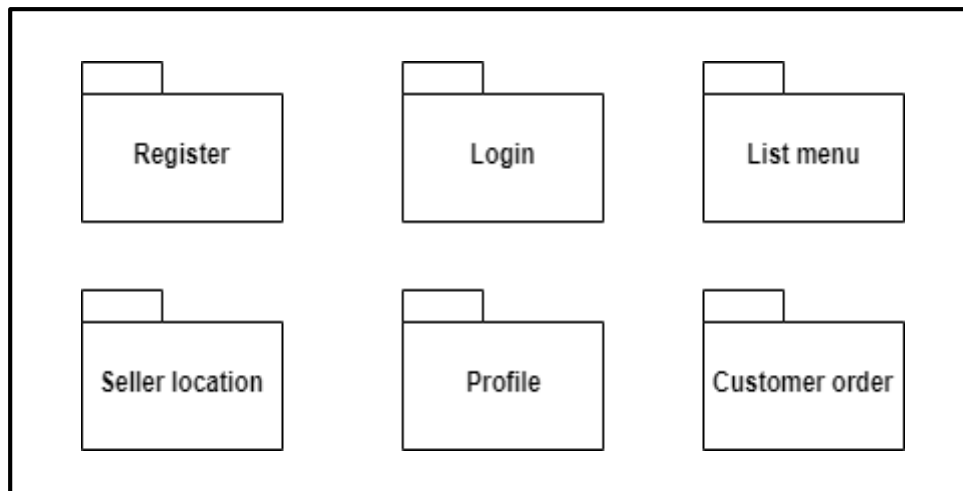 Register
Login
List menu
Seller location
Profile
Customer order